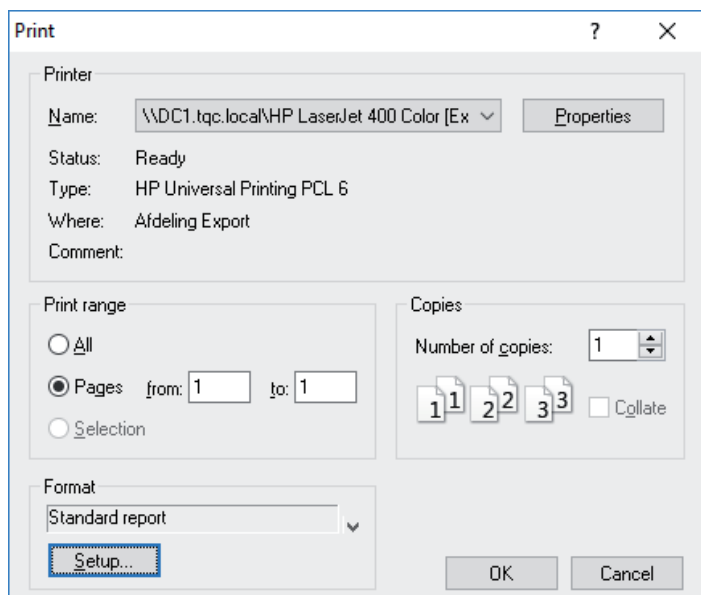 Print
Printer
Name: \\DC1.tqc.local\HP LaserJet 400 Color [Ex Properties
Status: Ready
Type: HP Universal Printing PCL 6
Where: Afdeling Export
Comment:
Print range
All
Pages from: 1 to: 1
Selection
Copies
Number of copies: 1
1 1 2 2 3 3 Collate
Format
Standard report
Setup...
OK Cancel